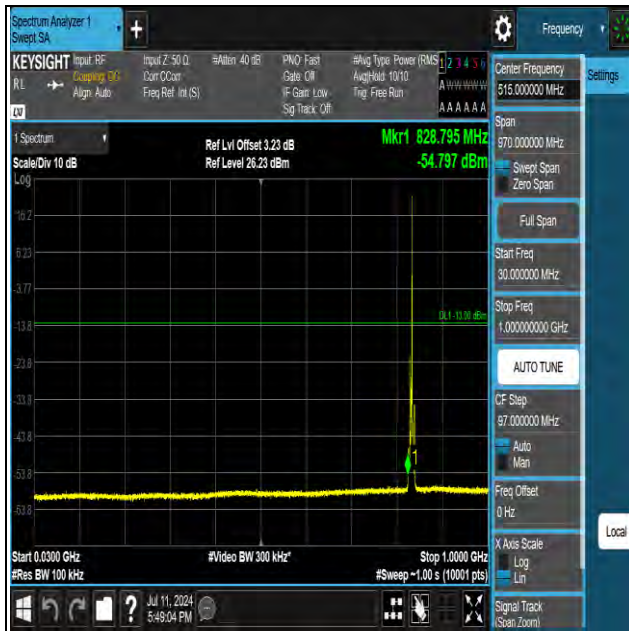 Spectrum Analyzer 1
Swept SA
Frequency
KEYSIGHT
Input: RF
Coupling: DC
Align: Auto
Input Z: 50 Ω
Corr CCorr
Freq Ref: Int (S)
#Atten: 40 dB
PNO: Fast
Gate: Off
IF Gain: Low
Sig Track: Off
#Avg Type: Power (RMS
Avg|Hold: 10/10
Trig: Free Run
1 2 3 4 5 6
A W W W W W
A A A A A A
RL
LXI
1 Spectrum
Scale/Div 10 dB
Ref Lvl Offset 3.23 dB
Ref Level 26.23 dBm
Mkr1 828.795 MHz
-54.797 dBm
Log
16.2
6.23
-3.77
-13.8
-23.8
-33.8
-43.8
-53.8
-63.8
DL1 -13.00 dBm
1
Start 0.0300 GHz
#Res BW 100 kHz
#Video BW 300 kHz*
Stop 1.0000 GHz
#Sweep ~1.00 s (10001 pts)
Jul 11, 2024
5:49:04 PM
?
Center Frequency
515.000000 MHz
Settings
Span
970.000000 MHz
Swept Span
Zero Span
Full Span
Start Freq
30.000000 MHz
Stop Freq
1.000000000 GHz
AUTO TUNE
CF Step
97.000000 MHz
Auto
Man
Freq Offset
0 Hz
Local
X Axis Scale
Log
Lin
Signal Track
(Span Zoom)